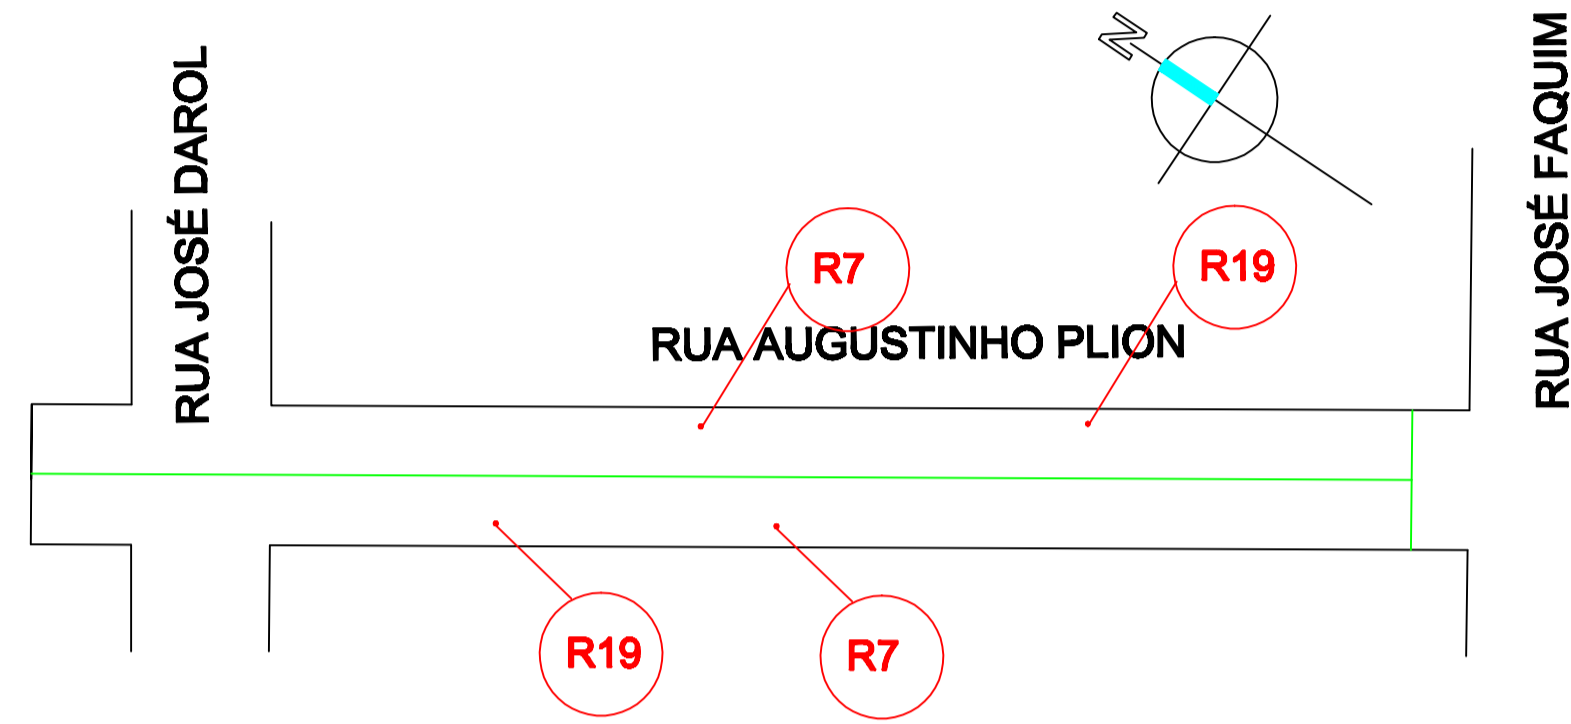 N
RUA JOSÉ DAROL
RUA JOSÉ FAQUIM
R7
R19
RUA AUGUSTINHO PLION
R19
R7